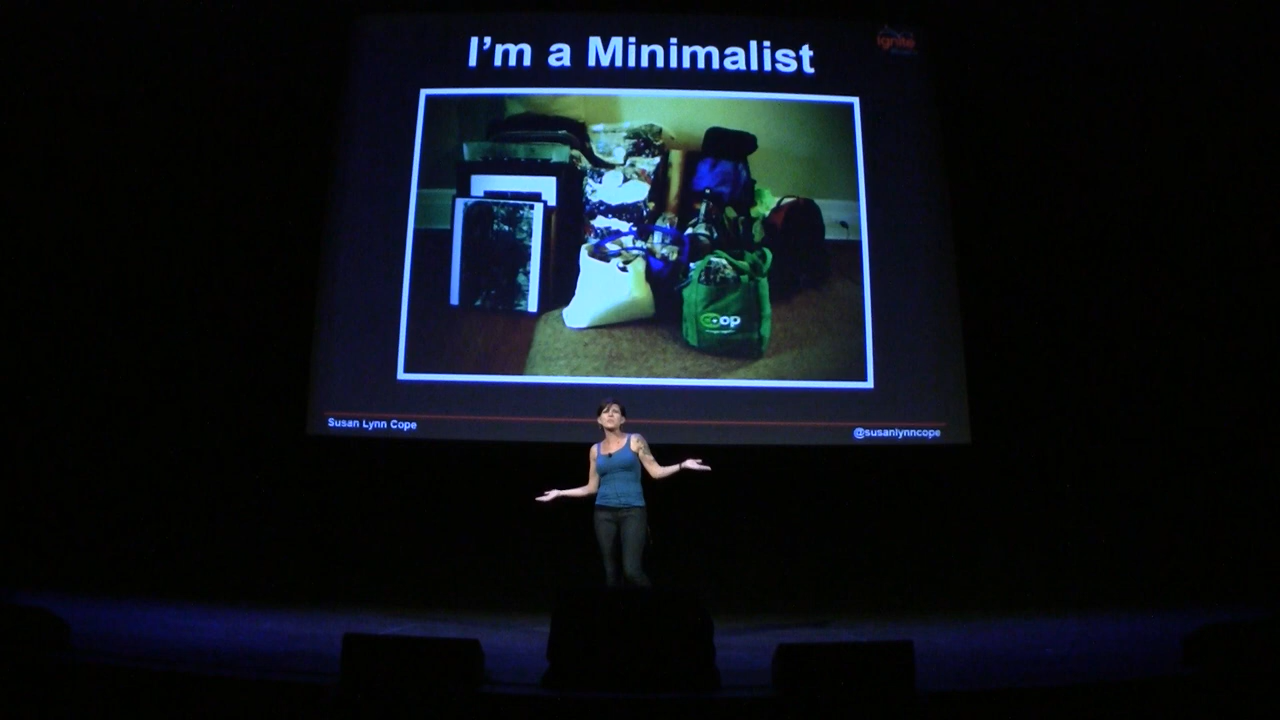 I'm a Minimalist
ignite
coop
Susan Lynn Cope
@susanlynncope